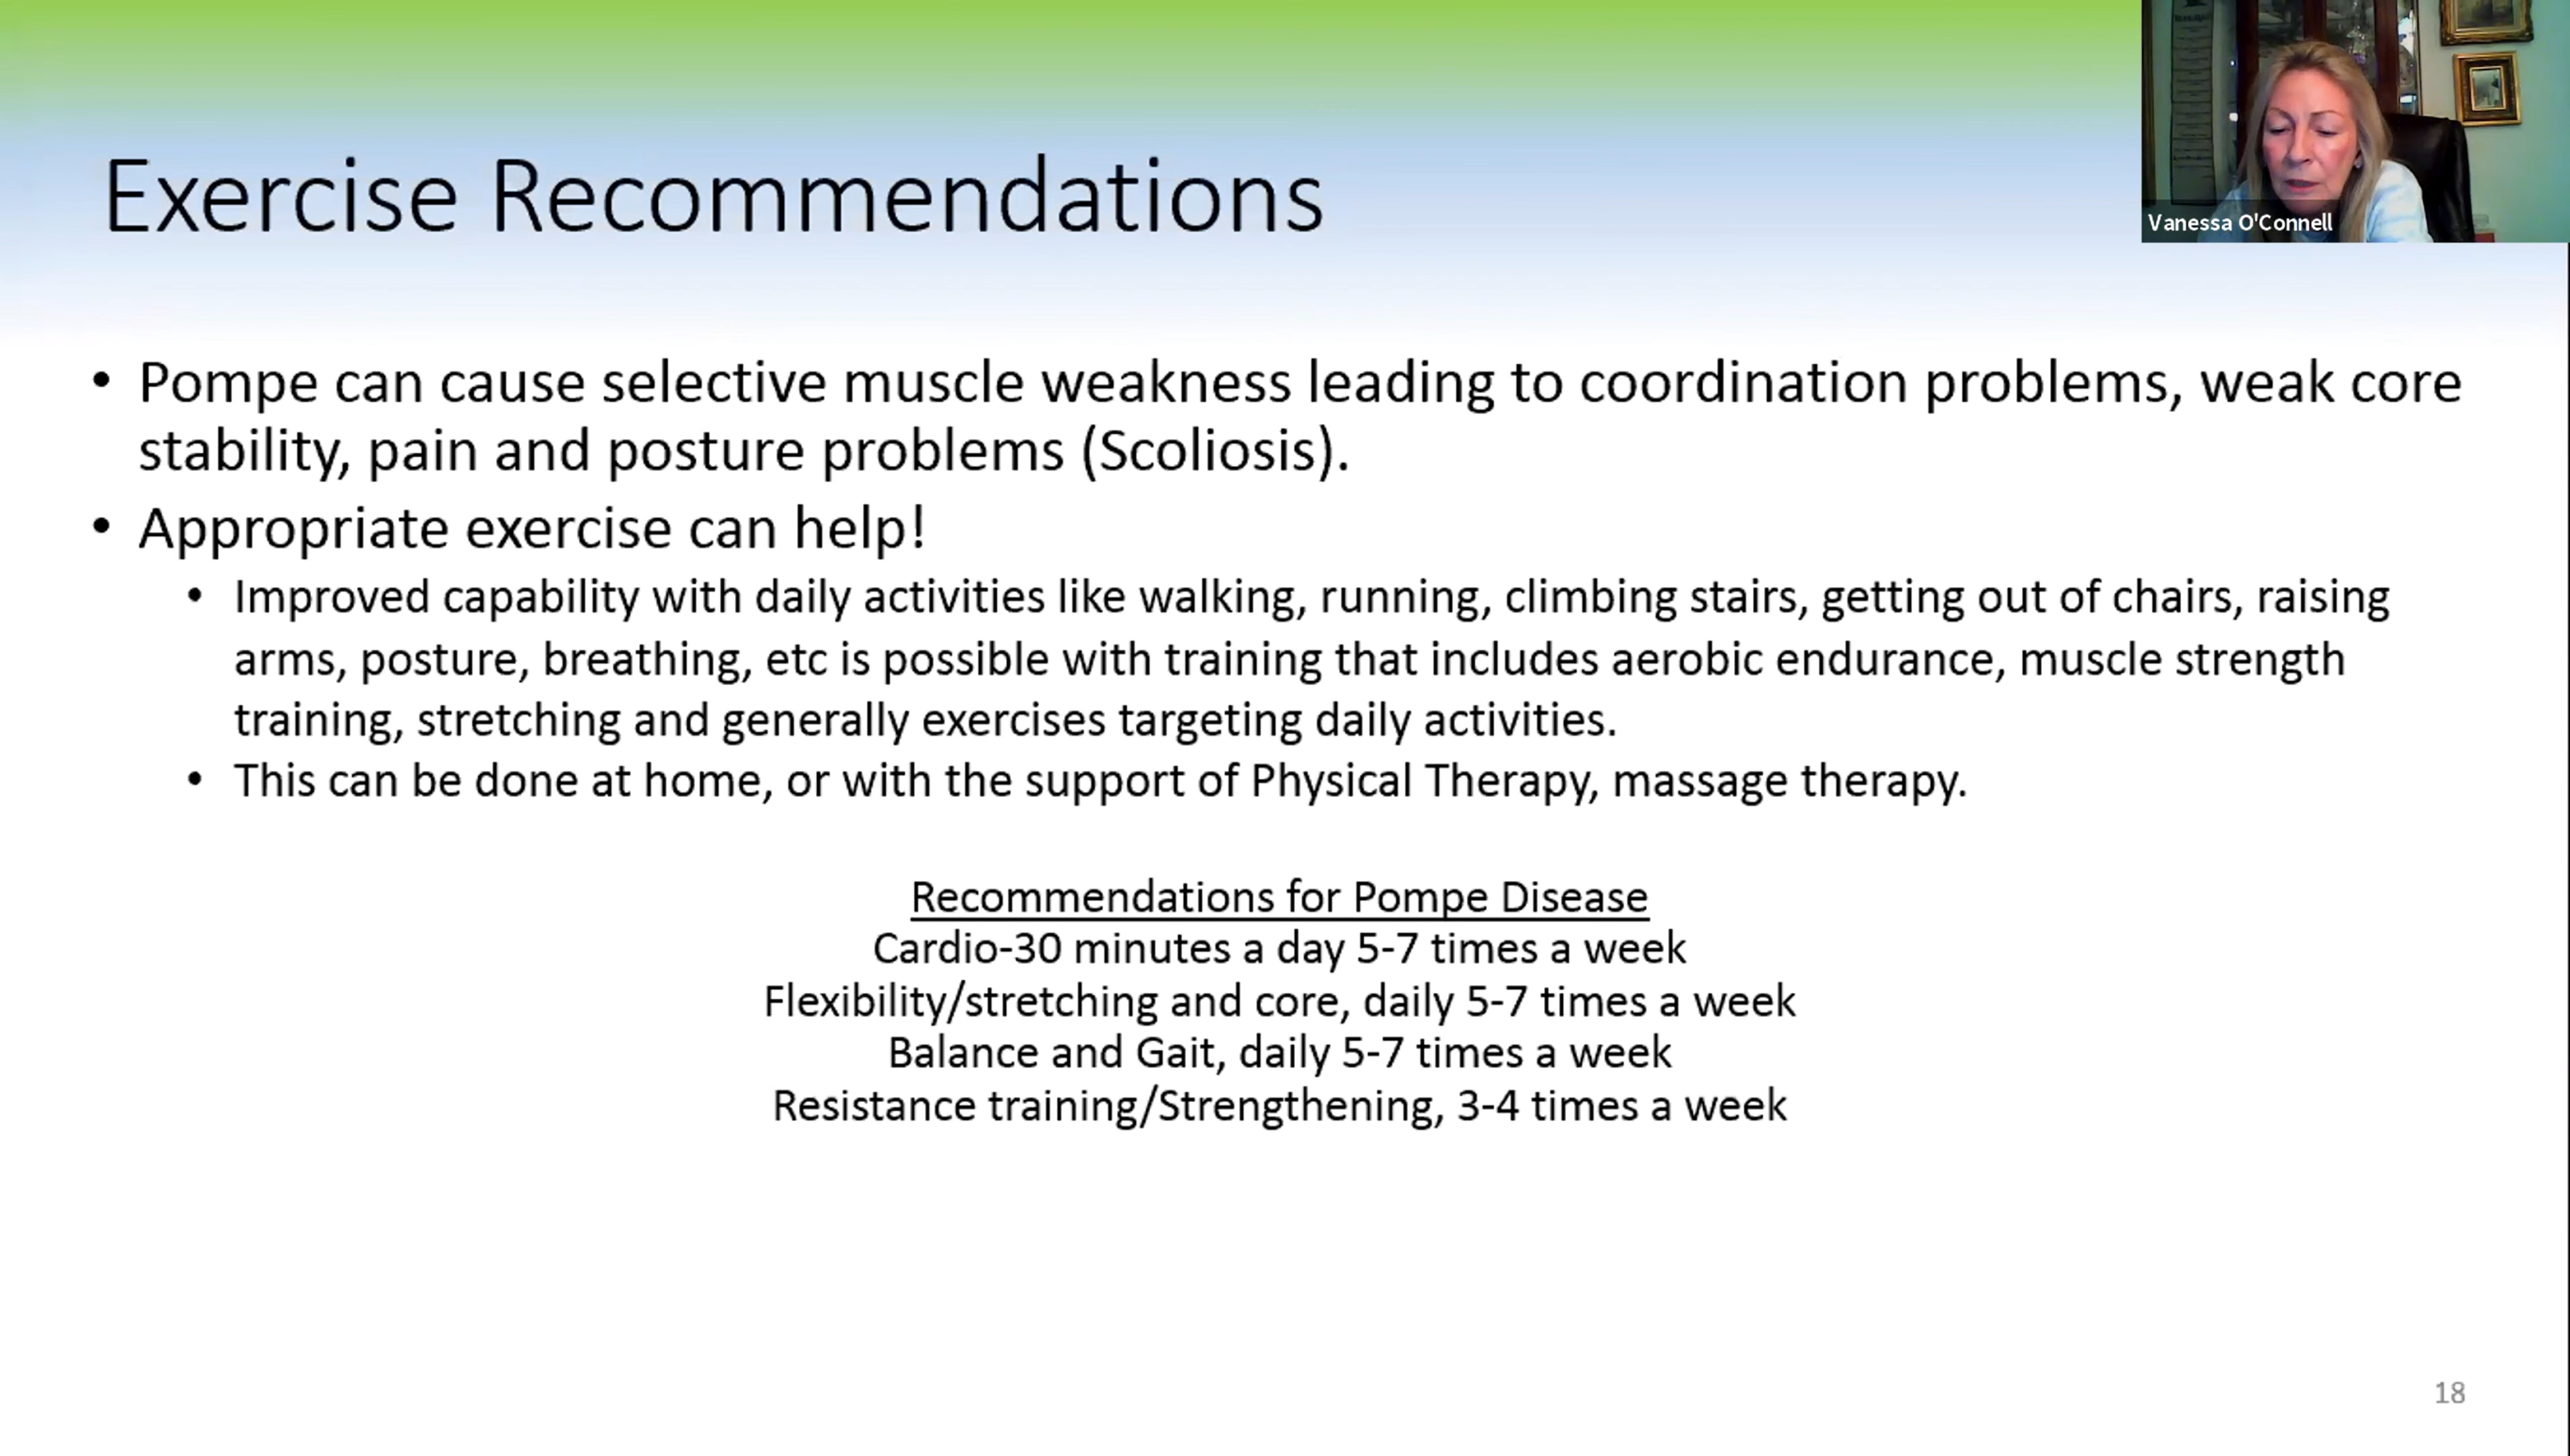 Exercise Recommendations
Vanessa O'Connell
• Pompe can cause selective muscle weakness leading to coordination problems, weak core
stability, pain and posture problems (Scoliosis).
• Appropriate exercise can help!
• Improved capability with daily activities like walking, running, climbing stairs, getting out of chairs, raising
arms, posture, breathing, etc is possible with training that includes aerobic endurance, muscle strength
training, stretching and generally exercises targeting daily activities.
• This can be done at home, or with the support of Physical Therapy, massage therapy.
Recommendations for Pompe Disease
Cardio-30 minutes a day 5-7 times a week
Flexibility/stretching and core, daily 5-7 times a week
Balance and Gait, daily 5-7 times a week
Resistance training/Strengthening, 3-4 times a week
18